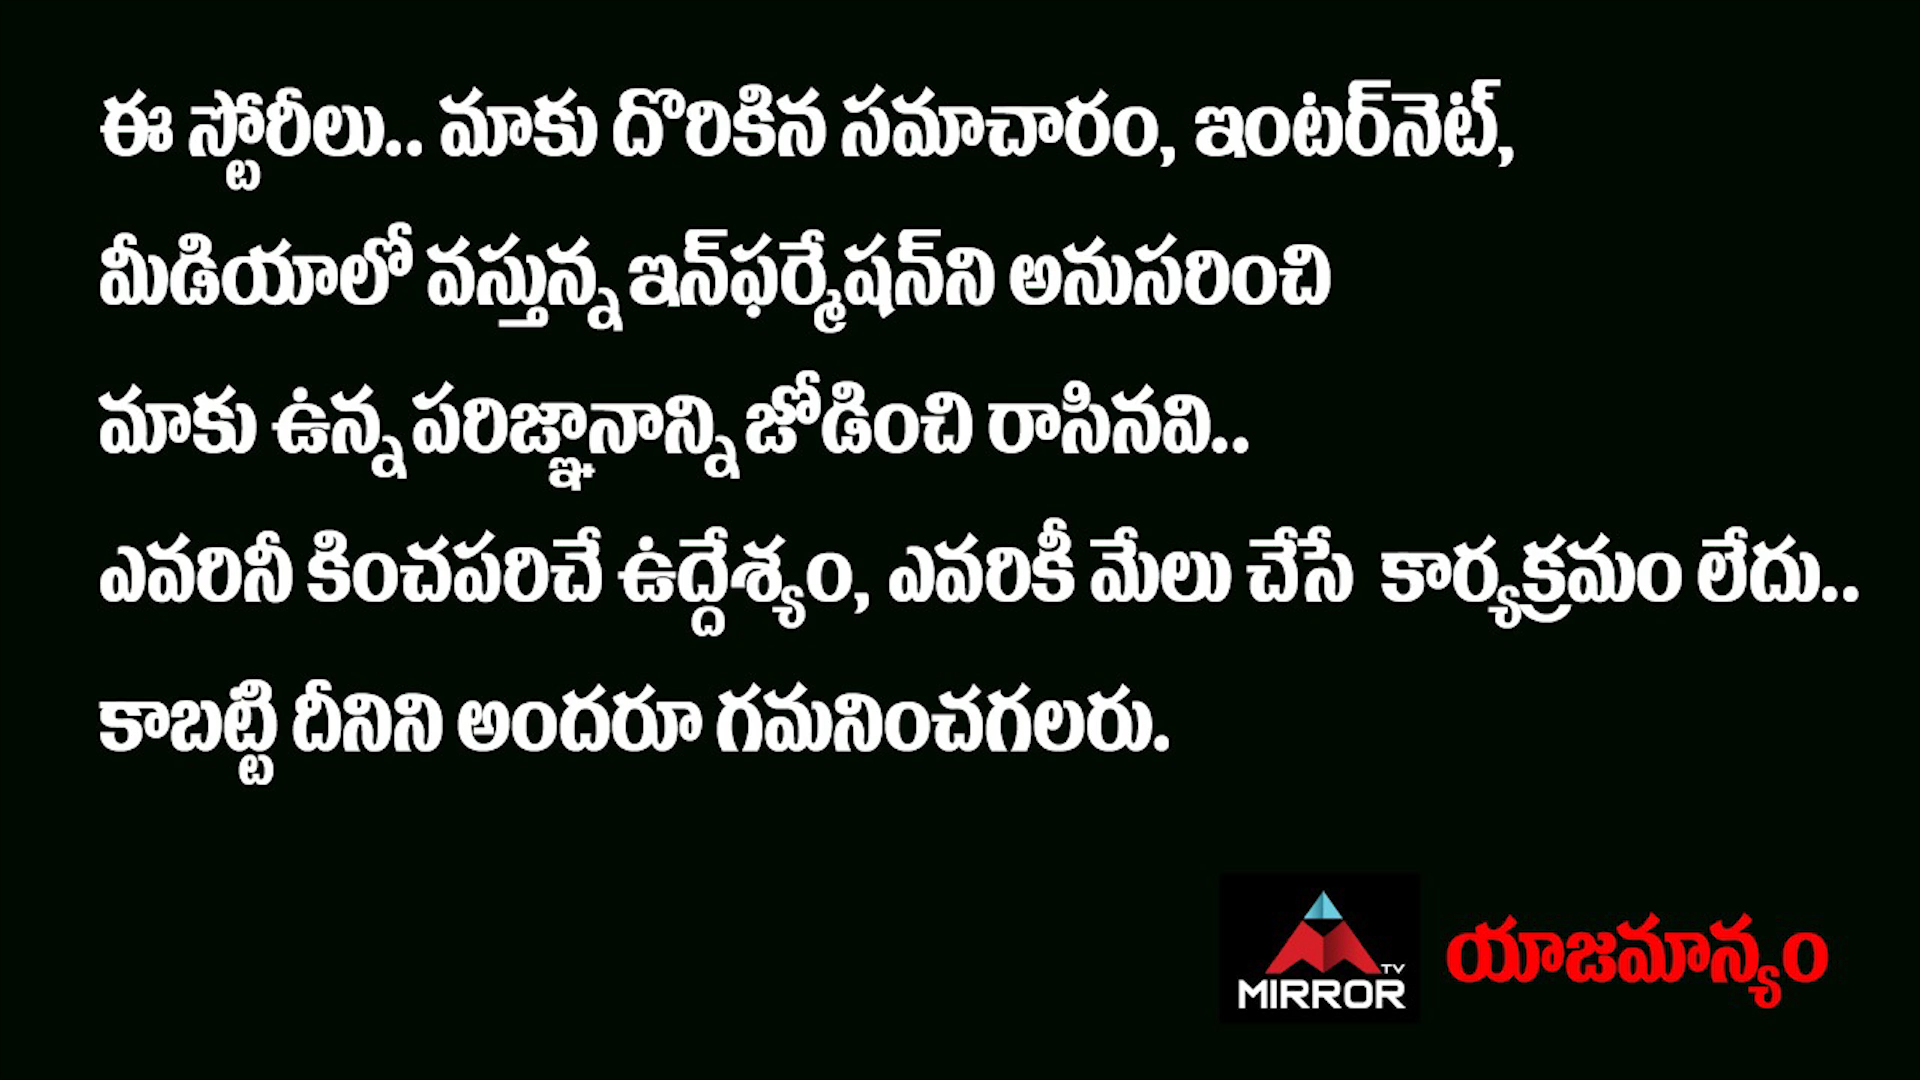 ఈ స్టోరీలు.. మాకు దొరికిన సమాచారం, ఇంటర్‌నెట్,
మీడియాలో వస్తున్న ఇన్‌ఫర్మేషన్‌ని అనుసరించి
మాకు ఉన్న పరిజ్ఞానాన్ని జోడించి రాసినవి..
ఎవరినీ కించపరిచే ఉద్దేశ్యం, ఎవరికీ మేలు చేసే కార్యక్రమం లేదు..
కాబట్టి దీనిని అందరూ గమనించగలరు.
TV
MIRROR
యాజమాన్యం